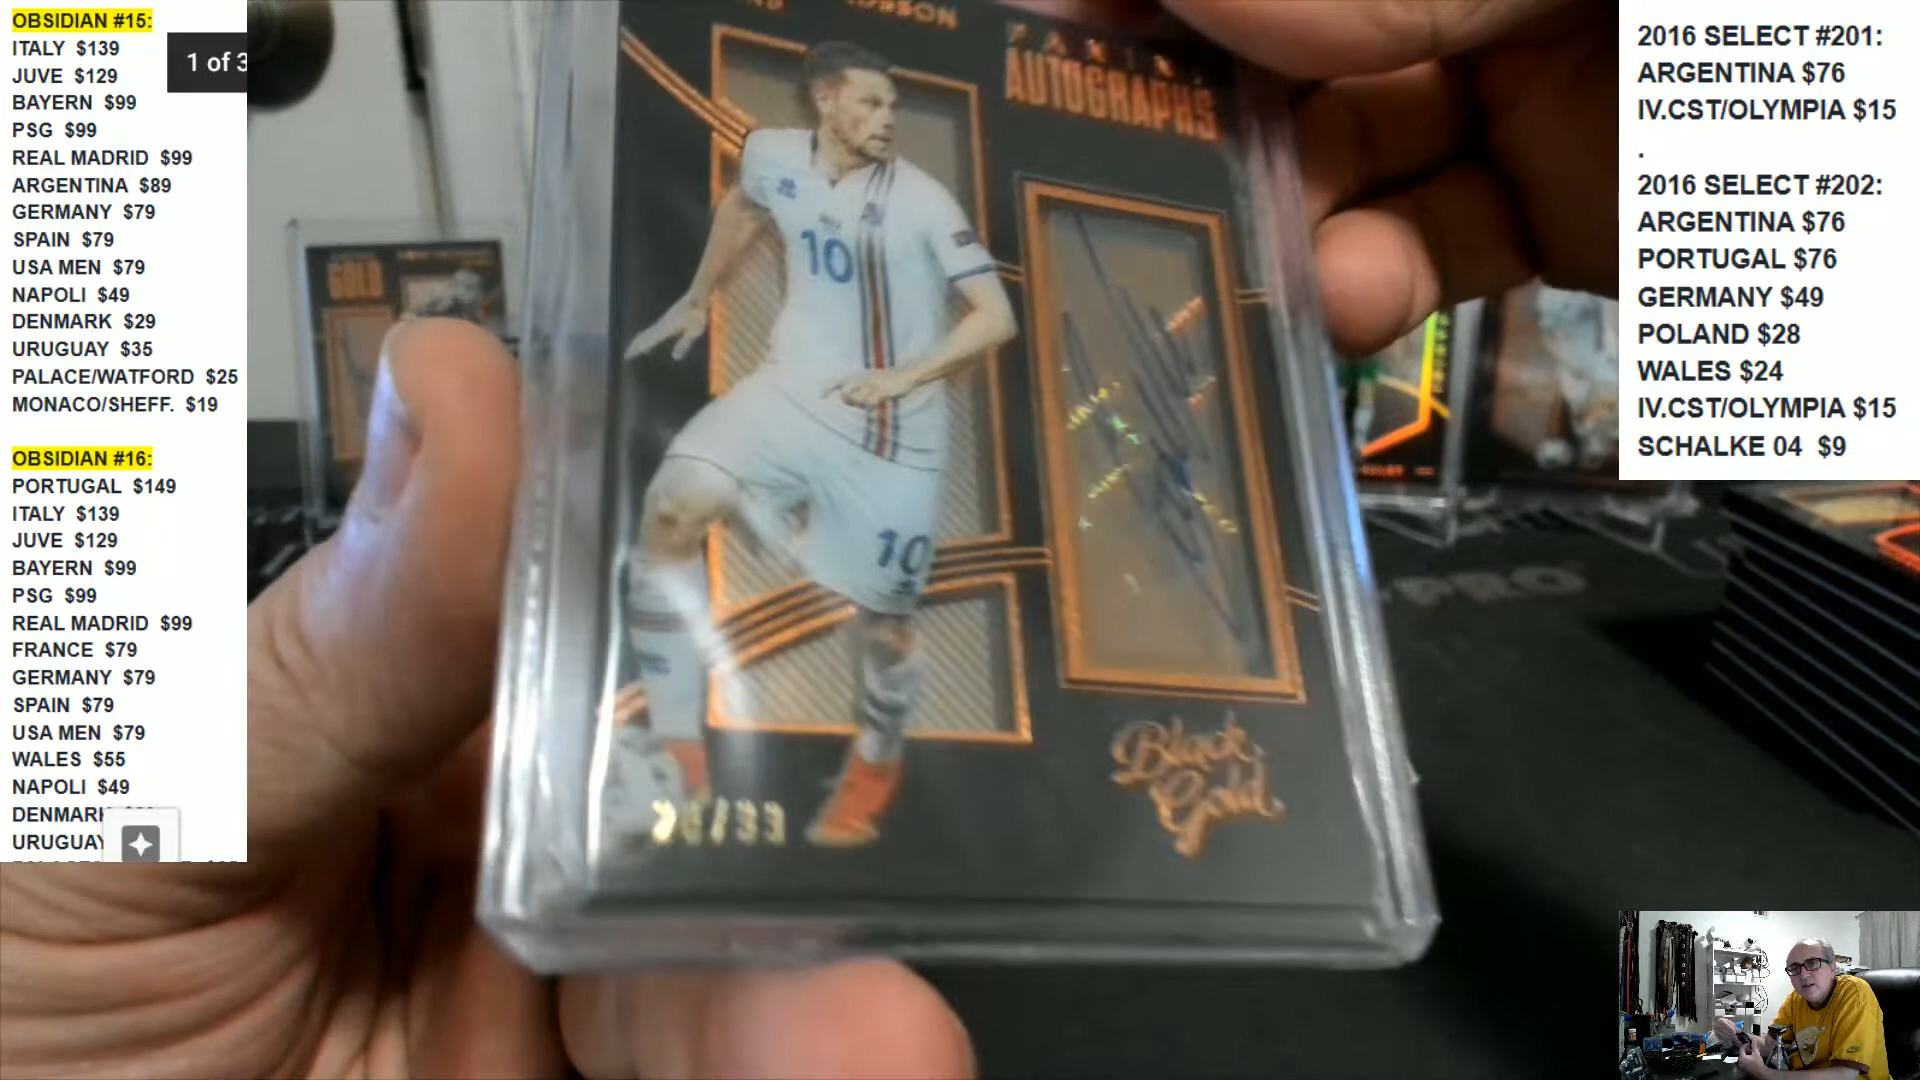 OBSIDIAN #15:
ITALY $139
JUVE $129
BAYERN $99
PSG $99
REAL MADRID $99
ARGENTINA $89
GERMANY $79
SPAIN $79
USA MEN $79
NAPOLI $49
DENMARK $29
URUGUAY $35
PALACE/WATFORD $25
MONACO/SHEFF. $19
OBSIDIAN #16:
PORTUGAL $149
ITALY $139
JUVE $129
BAYERN $99
PSG $99
REAL MADRID $99
FRANCE $79
GERMANY $79
SPAIN $79
USA MEN $79
WALES $55
NAPOLI $49
DENMARK
URUGUAY
1 of 3
GOLD
PANINI
AUTOGRAPHS
10
10
Black
Gold
2016 SELECT #201:
ARGENTINA $76
IV.CST/OLYMPIA $15
.
2016 SELECT #202:
ARGENTINA $76
PORTUGAL $76
GERMANY $49
POLAND $28
WALES $24
IV.CST/OLYMPIA $15
SCHALKE 04 $9
PRO